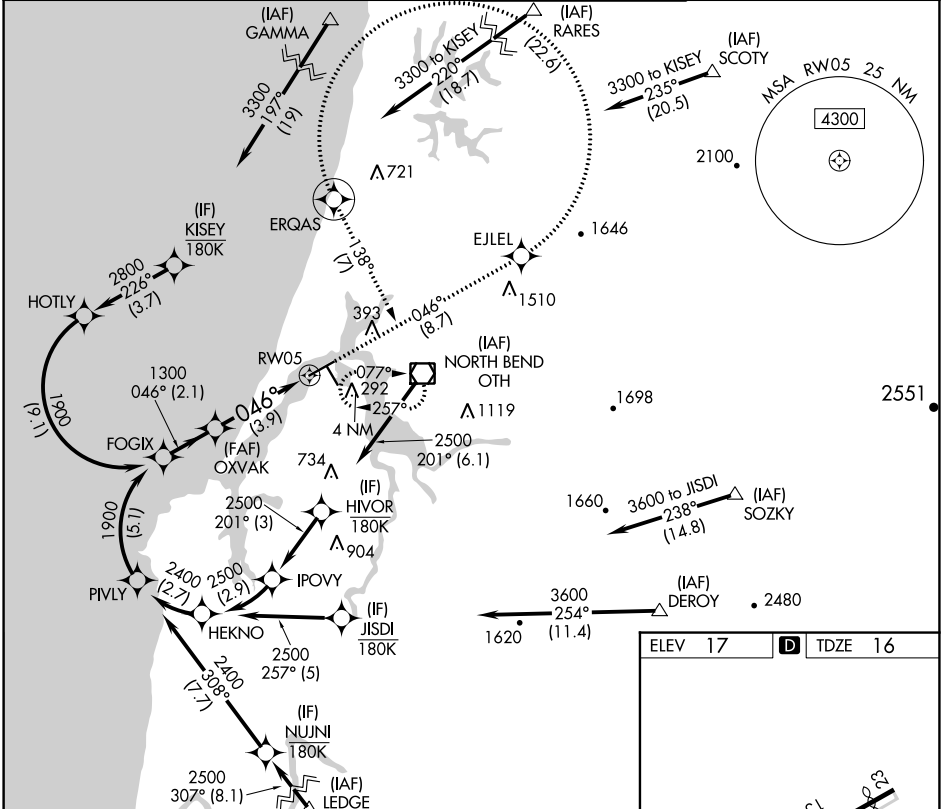 (IAF)
GAMMA
3300
197°
(19)
3300 to KISEY
220°
(18.7)
(IAF)
RARES
(22.6)
3300 to KISEY
235°
(20.5)
(IAF)
SCOTY
MSA RW05 25 NM
4300
2100
721
ERQAS
138°
(7)
(IF)
KISEY
180K
2800
226°
(3.7)
HOTLY
EJLEL
1646
1510
393
046°
(8.7)
RW05
(IAF)
NORTH BEND
OTH
077°
292
257°
4 NM
1119
1698
2551
1300
046° (2.1)
046°
(3.9)
1900
(9.1)
FOGIX
(FAF)
OXVAK
2500
201° (6.1)
734
(IF)
HIVOR
180K
2500
201° (3)
904
1660
3600 to JISDI
238°
(14.8)
(IAF)
SOZKY
1900
(5.1)
PIVLY
2400
(2.7)
2500
(2.9)
IPOVY
HEKNO
(IF)
JISDI
180K
2500
257° (5)
3600
254°
(11.4)
(IAF)
DEROY
2480
1620
2400
308°
(7.7)
(IF)
NUJNI
180K
2500
307° (8.1)
(IAF)
LEDGE
ELEV 17 D TDZE 16
23